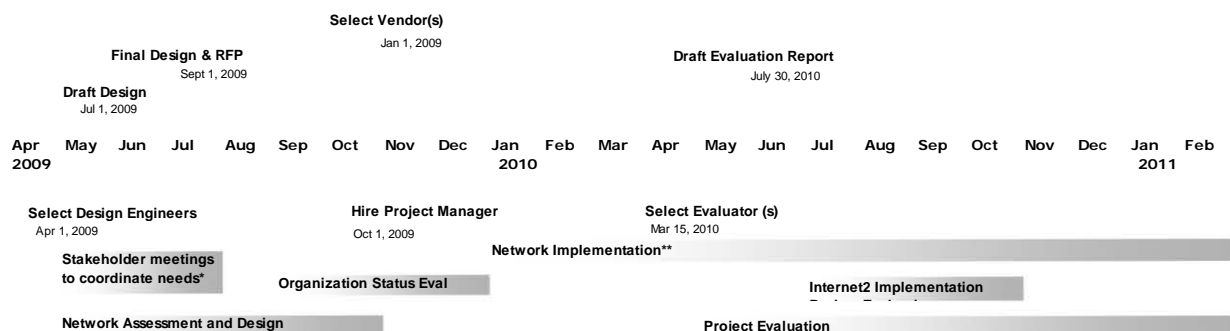 Select Vendor(s)
Jan 1, 2009
Final Design & RFP
Sept 1, 2009
Draft Evaluation Report
July 30, 2010
Draft Design
Jul 1, 2009
Apr May Jun Jul Aug Sep Oct Nov Dec Jan Feb Mar Apr May Jun Jul Aug Sep Oct Nov Dec Jan Feb
2009 2010 2011
Select Design Engineers
Apr 1, 2009
Hire Project Manager
Oct 1, 2009
Select Evaluator (s)
Mar 15, 2010
Network Implementation**
Stakeholder meetings
to coordinate needs*
Organization Status Eval
Internet2 Implementation
Network Assessment and Design
Project Evaluation